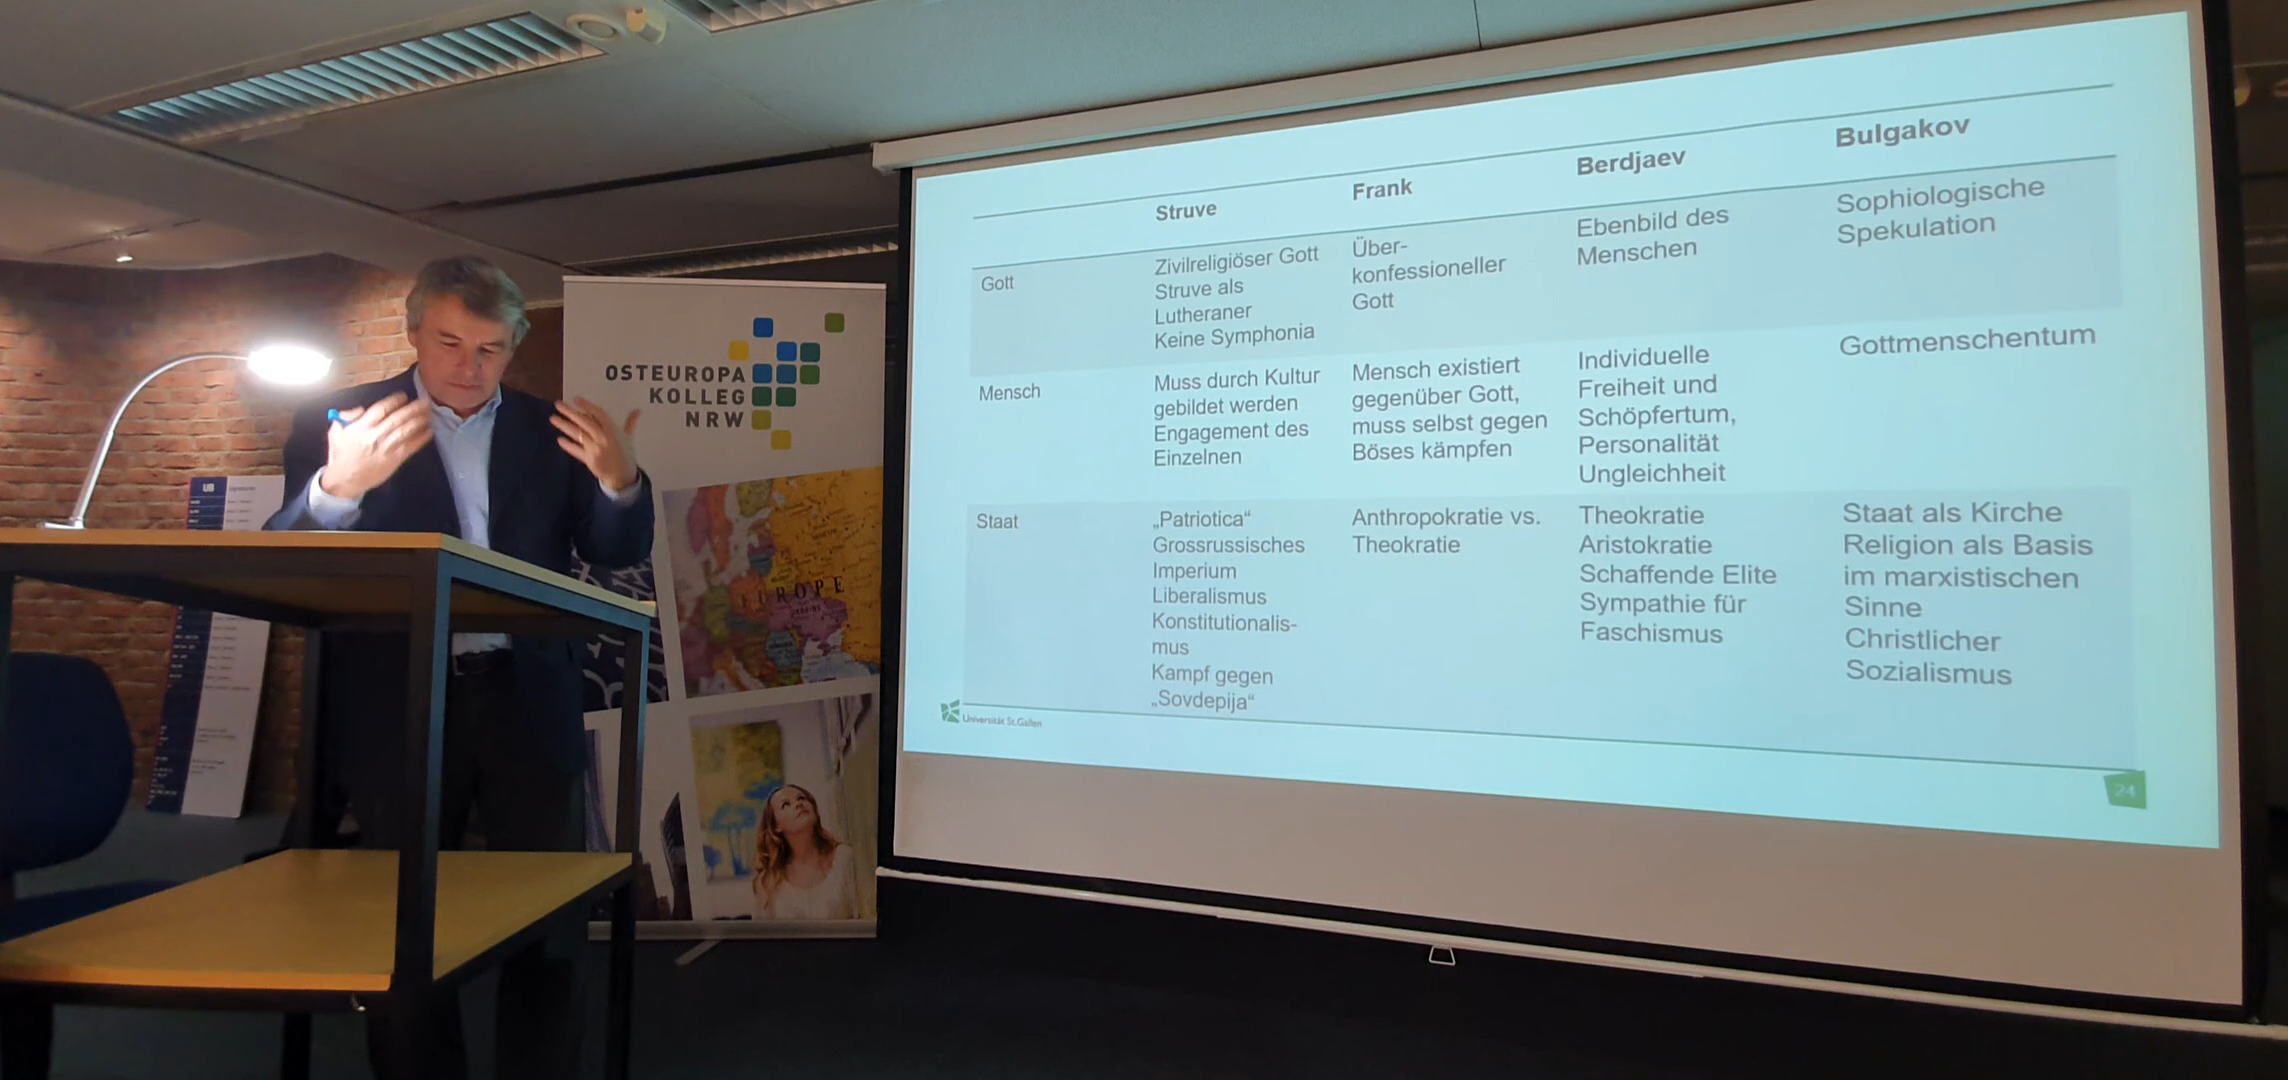 OSTEUROPA
KOLLEG
NRW
EUROPE
UB
Struve
Frank
Berdjaev
Bulgakov
Gott
Zivilreligiöser Gott
Struve als
Lutheraner
Keine Symphonia
Über-
konfessioneller
Gott
Ebenbild des
Menschen
Sophiologische
Spekulation
Mensch
Muss durch Kultur
gebildet werden
Engagement des
Einzelnen
Mensch existiert
gegenüber Gott,
muss selbst gegen
Böses kämpfen
Individuelle
Freiheit und
Schöpfertum,
Personalität
Ungleichheit
Gottmenschentum
Staat
„Patriotica“
Grossrussisches
Imperium
Liberalismus
Konstitutionalis-
mus
Kampf gegen
„Sovdepija“
Anthropokratie vs.
Theokratie
Theokratie
Aristokratie
Schaffende Elite
Sympathie für
Faschismus
Staat als Kirche
Religion als Basis
im marxistischen
Sinne
Christlicher
Sozialismus
Universität St.Gallen
24